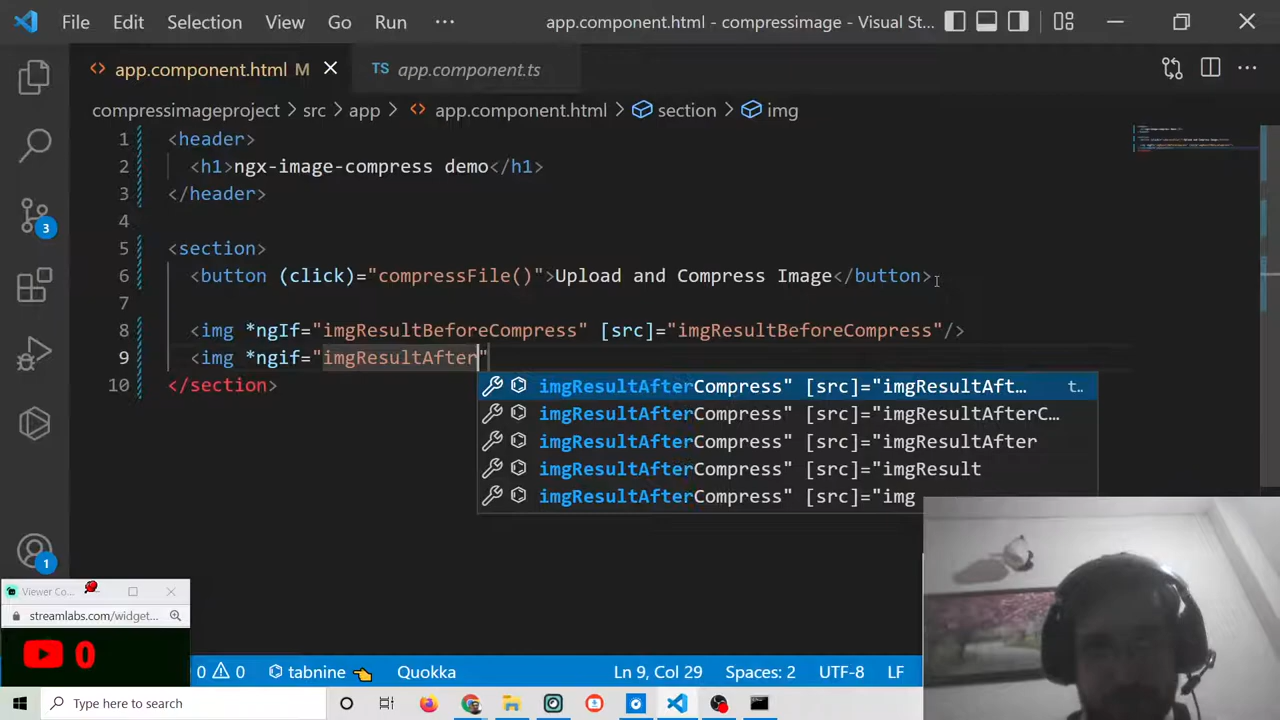 File Edit Selection View Go Run ··· app.component.html - compressimage - Visual St...
app.component.html M TS app.component.ts
compressimageproject > src > app > app.component.html > section > img
1 <header>
2 <h1>ngx-image-compress demo</h1>
3 </header>
4
5 <section>
6 <button (click)="compressFile()">Upload and Compress Image</button>
7
8 <img *ngIf="imgResultBeforeCompress" [src]="imgResultBeforeCompress"/>
9 <img *ngif="imgResultAfter"
10 </section>
imgResultAfterCompress" [src]="imgResultAft... t..
imgResultAfterCompress" [src]="imgResultAfterC...
imgResultAfterCompress" [src]="imgResultAfter
imgResultAfterCompress" [src]="imgResult
imgResultAfterCompress" [src]="img
3
1
Viewer Co...
streamlabs.com/widget...
0
0 0 tabnine Quokka Ln 9, Col 29 Spaces: 2 UTF-8 LF
Type here to search